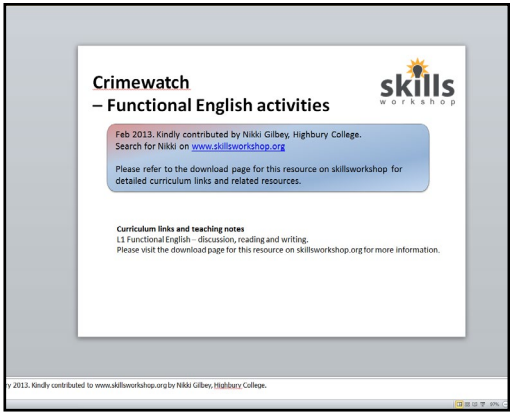 Crimewatch
– Functional English activities
skills
workshop
Feb 2013. Kindly contributed by Nikki Gilbey, Highbury College.
Search for Nikki on www.skillsworkshop.org
Please refer to the download page for this resource on skillsworkshop for
detailed curriculum links and related resources.
Curriculum links and teaching notes
L1 Functional English – discussion, reading and writing.
Please visit the download page for this resource on skillsworkshop.org for more information.
ry 2013. Kindly contributed to www.skillsworkshop.org by Nikki Gilbey, Highbury College.